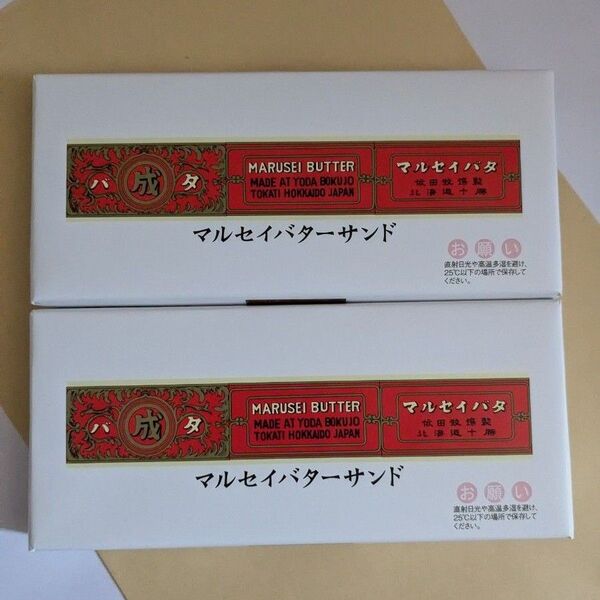 バ 成 タ
MARUSEI BUTTER
MADE AT YODA BOKUJO
TOKATI HOKKAIDO JAPAN
マルセイバタ
依田牧場製
北海道十勝
マルセイバターサンド
お願い
直射日光や高温多湿を避け、
25℃以下の場所で保存して
ください。
バ 成 タ
MARUSEI BUTTER
MADE AT YODA BOKUJO
TOKATI HOKKAIDO JAPAN
マルセイバタ
依田牧場製
北海道十勝
マルセイバターサンド
お願い
直射日光や高温多湿を避け、
25℃以下の場所で保存して
ください。